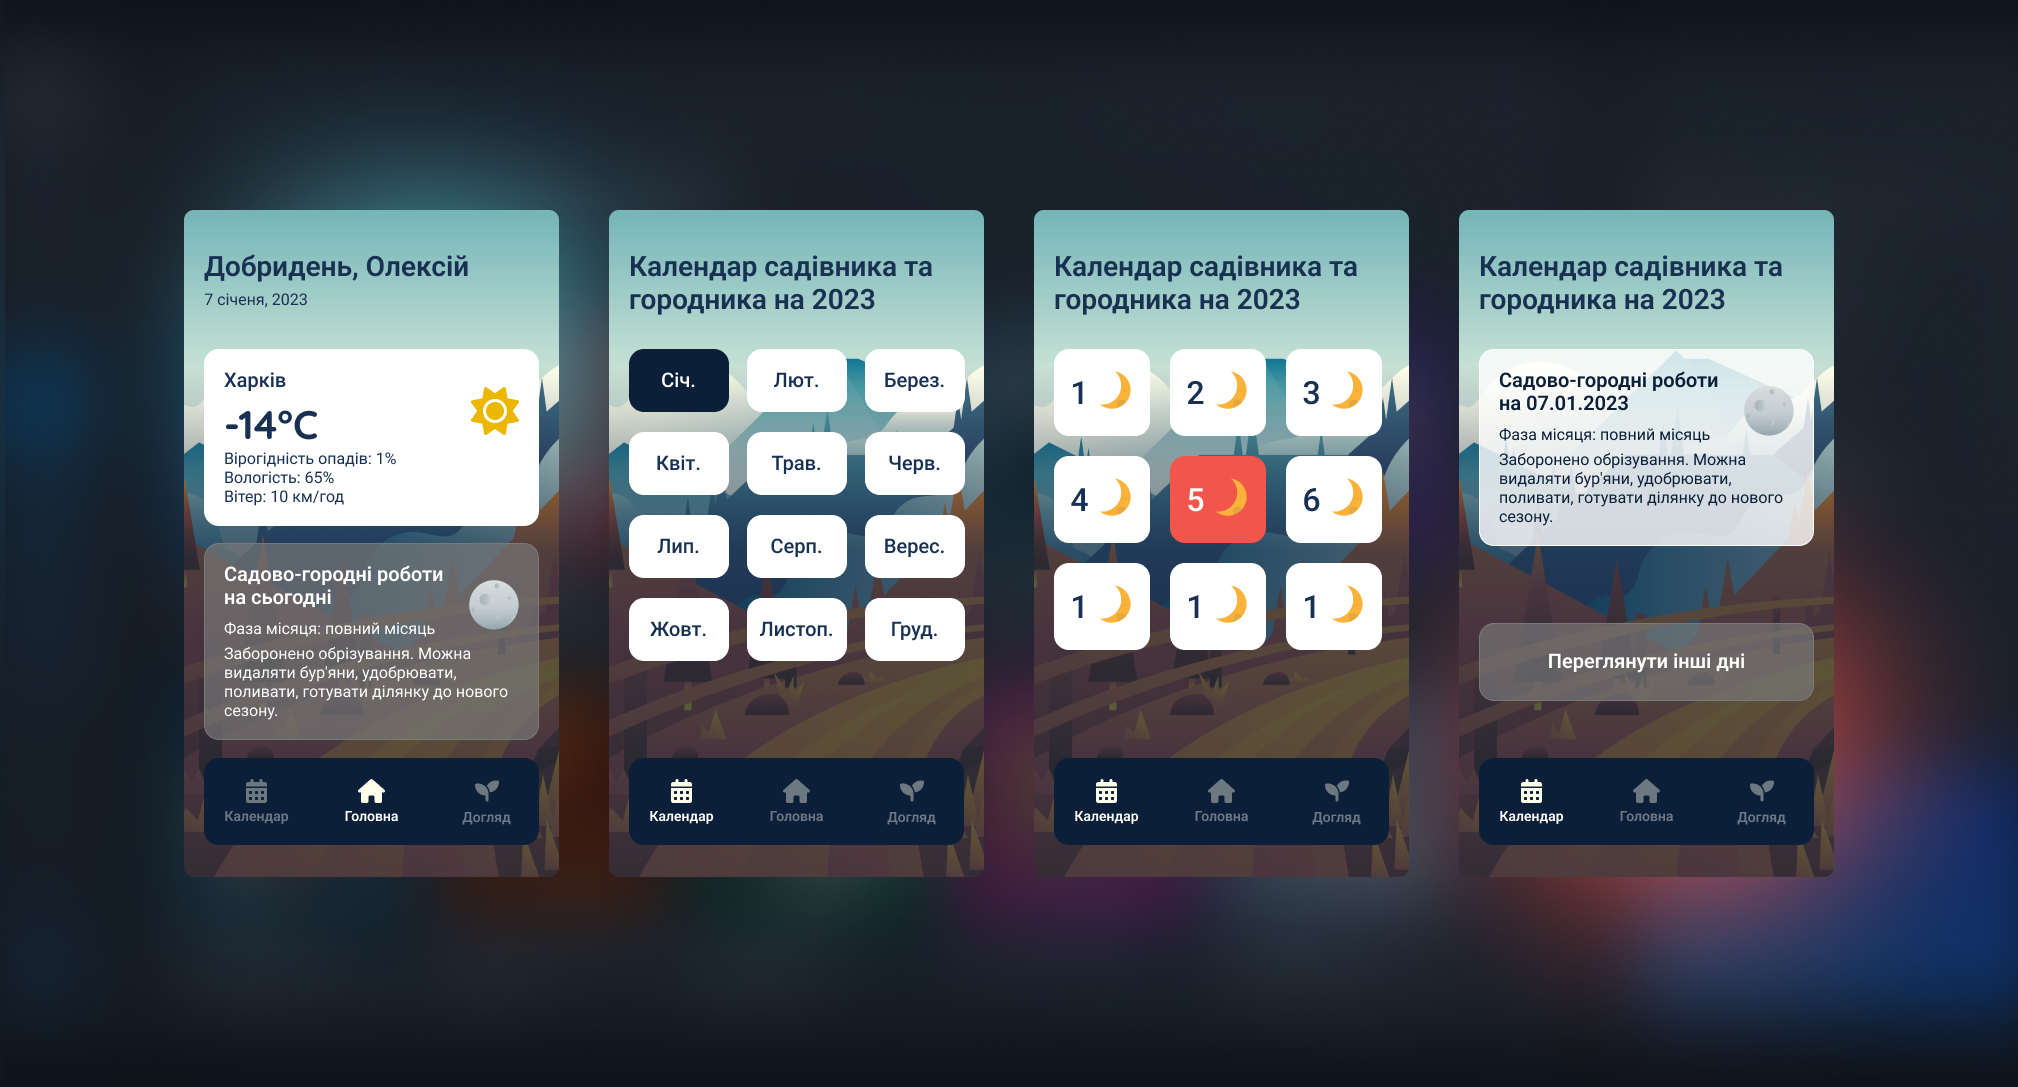 Добридень, Олексій
7 січеня, 2023
Харків
-14°C
Вірогідність опадів: 1%
Вологість: 65%
Вітер: 10 км/год
Садово-городні роботи
на сьогодні
Фаза місяця: повний місяць
Заборонено обрізування. Можна
видаляти бур'яни, удобрювати,
поливати, готувати ділянку до нового
сезону.
Календар
Головна
Догляд
Календар садівника та
городника на 2023
Січ.
Лют.
Берез.
Квіт.
Трав.
Черв.
Лип.
Серп.
Верес.
Жовт.
Листоп.
Груд.
Календар
Головна
Догляд
Календар садівника та
городника на 2023
1
2
3
4
5
6
1
1
1
Календар
Головна
Догляд
Календар садівника та
городника на 2023
Садово-городні роботи
на 07.01.2023
Фаза місяця: повний місяць
Заборонено обрізування. Можна
видаляти бур'яни, удобрювати,
поливати, готувати ділянку до нового
сезону.
Переглянути інші дні
Календар
Головна
Догляд